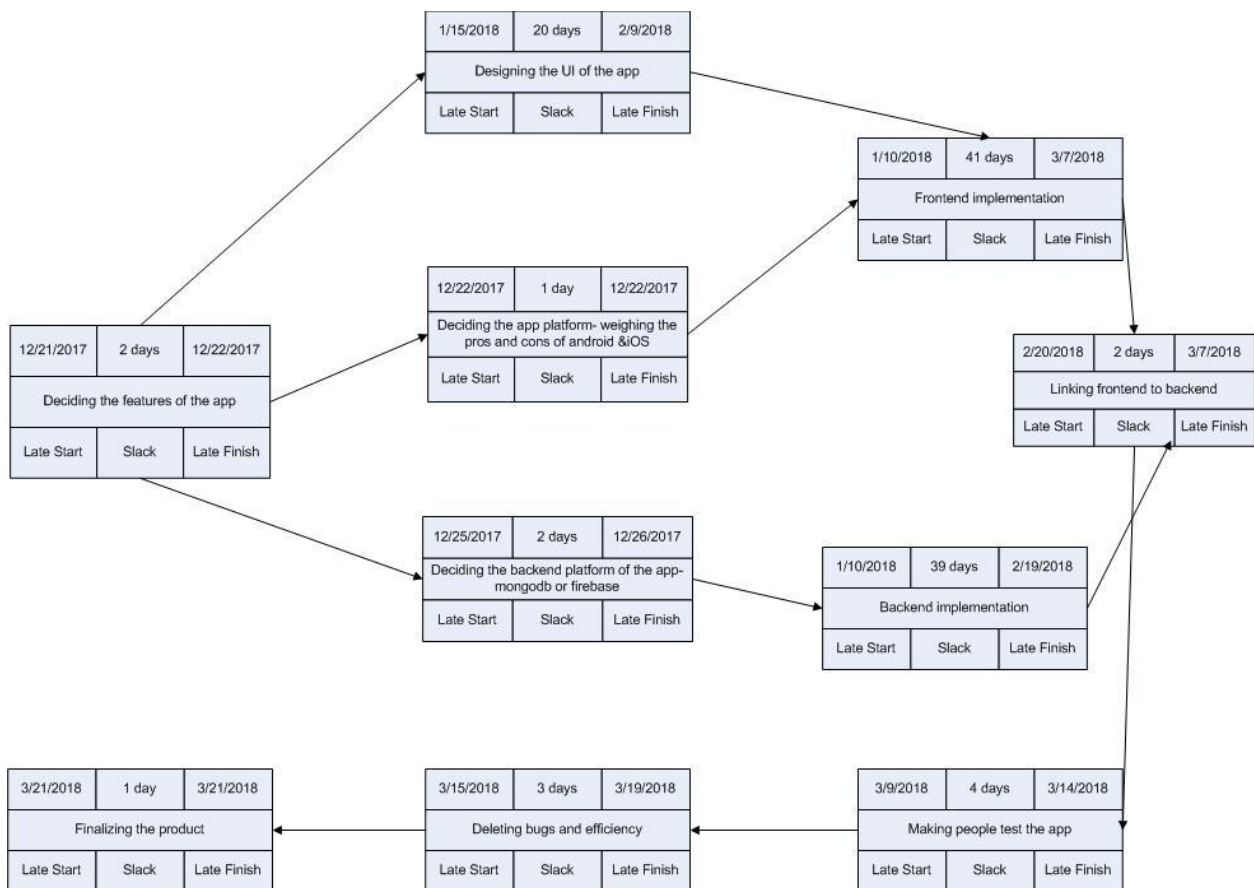 1/15/2018 20 days 2/9/2018
Designing the UI of the app
Late Start Slack Late Finish
1/10/2018 41 days 3/7/2018
Frontend implementation
Late Start Slack Late Finish
12/22/2017 1 day 12/22/2017
Deciding the app platform- weighing the
pros and cons of android &iOS
Late Start Slack Late Finish
12/21/2017 2 days 12/22/2017
Deciding the features of the app
Late Start Slack Late Finish
2/20/2018 2 days 3/7/2018
Linking frontend to backend
Late Start Slack Late Finish
12/25/2017 2 days 12/26/2017
Deciding the backend platform of the app-
mongodb or firebase
Late Start Slack Late Finish
1/10/2018 39 days 2/19/2018
Backend implementation
Late Start Slack Late Finish
3/21/2018 1 day 3/21/2018
Finalizing the product
Late Start Slack Late Finish
3/15/2018 3 days 3/19/2018
Deleting bugs and efficiency
Late Start Slack Late Finish
3/9/2018 4 days 3/14/2018
Making people test the app
Late Start Slack Late Finish